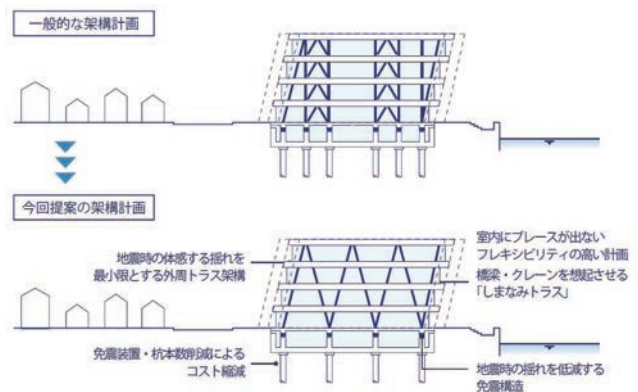 一般的な架構計画
今回提案の架構計画
地震時の体感する揺れを
最小限とする外周トラス架構
室内にブレースが出ない
フレキシビリティの高い計画
橋梁・クレーンを想起させる
「しまなみトラス」
免震装置・杭本数削減による
コスト縮減
地震時の揺れを低減する
免震構造